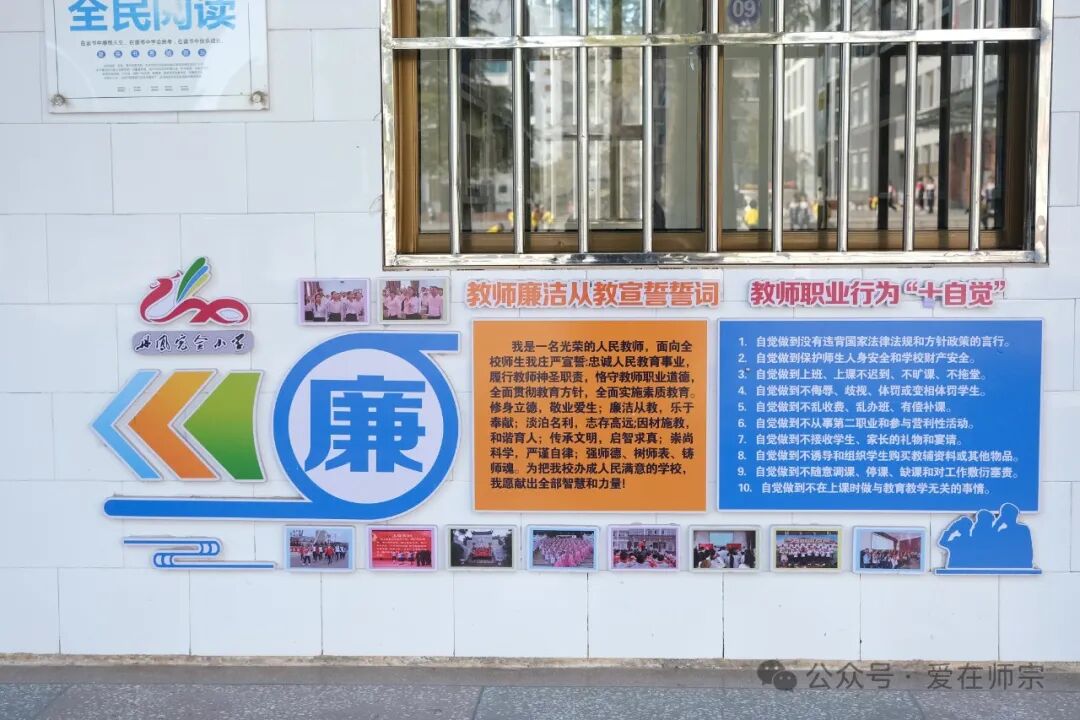 全民阅读
09
丹凤完全小学
廉
教师廉洁从教宣誓誓词
我是一名光荣的人民教师，面向全
校师生我庄严宣誓:忠诚人民教育事业，
履行教师神圣职责，恪守教师职业道德，
全面贯彻教育方针，全面实施素质教育。
修身立德，敬业爱生；廉洁从教，乐于
奉献；淡泊名利，志存高远;因材施教，
和谐育人；传承文明，启智求真；崇尚
科学，严谨自律；强师德、树师表、铸
师魂。为把我校办成人民满意的学校，
我愿献出全部智慧和力量！
教师职业行为“十自觉”
1. 自觉做到没有违背国家法律法规和方针政策的言行。
2. 自觉做到保护师生人身安全和学校财产安全。
3. 自觉做到上班、上课不迟到、不旷课、不拖堂。
4. 自觉做到不侮辱、歧视、体罚或变相体罚学生。
5. 自觉做到不乱收费、乱办班、有偿补课。
6. 自觉做到不从事第二职业和参与营利性活动。
7. 自觉做到不接收学生、家长的礼物和宴请。
8. 自觉做到不诱导和组织学生购买教辅资料或其他物品。
9. 自觉做到不随意调课、停课、缺课和对工作敷衍塞责。
10. 自觉做到不在上课时做与教育教学无关的事情。
公众号·爱在师宗